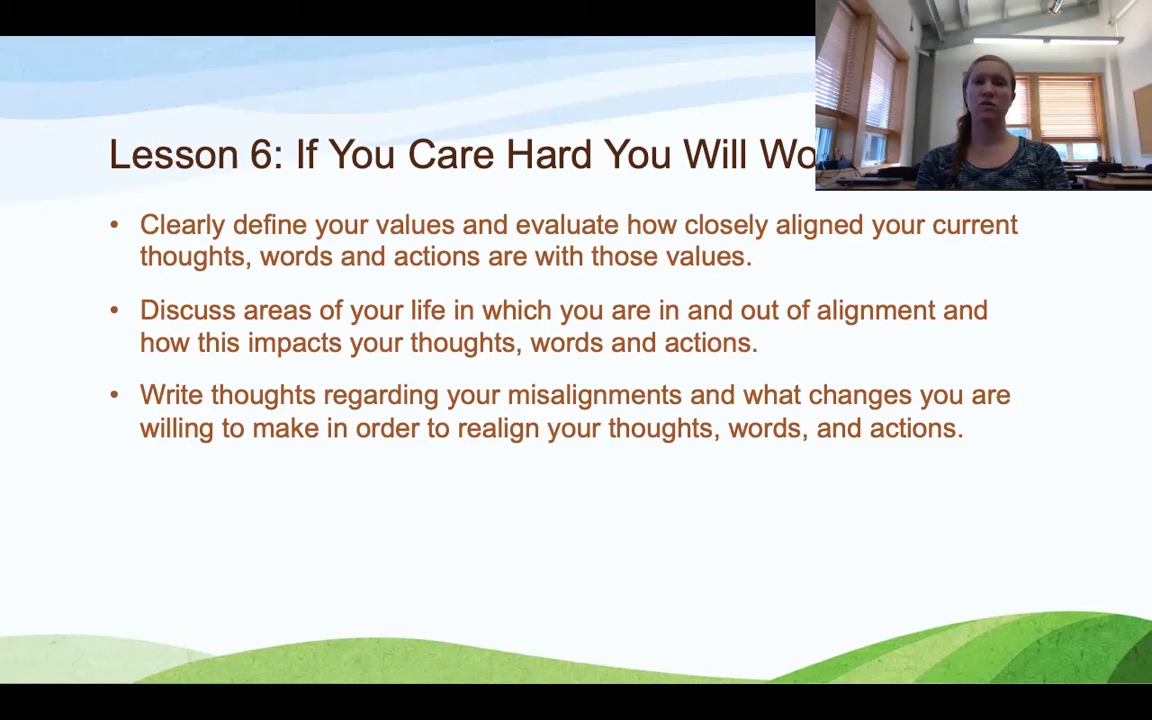 Lesson 6: If You Care Hard You Will
• Clearly define your values and evaluate how closely aligned your current
thoughts, words and actions are with those values.
• Discuss areas of your life in which you are in and out of alignment and
how this impacts your thoughts, words and actions.
• Write thoughts regarding your misalignments and what changes you are
willing to make in order to realign your thoughts, words, and actions.